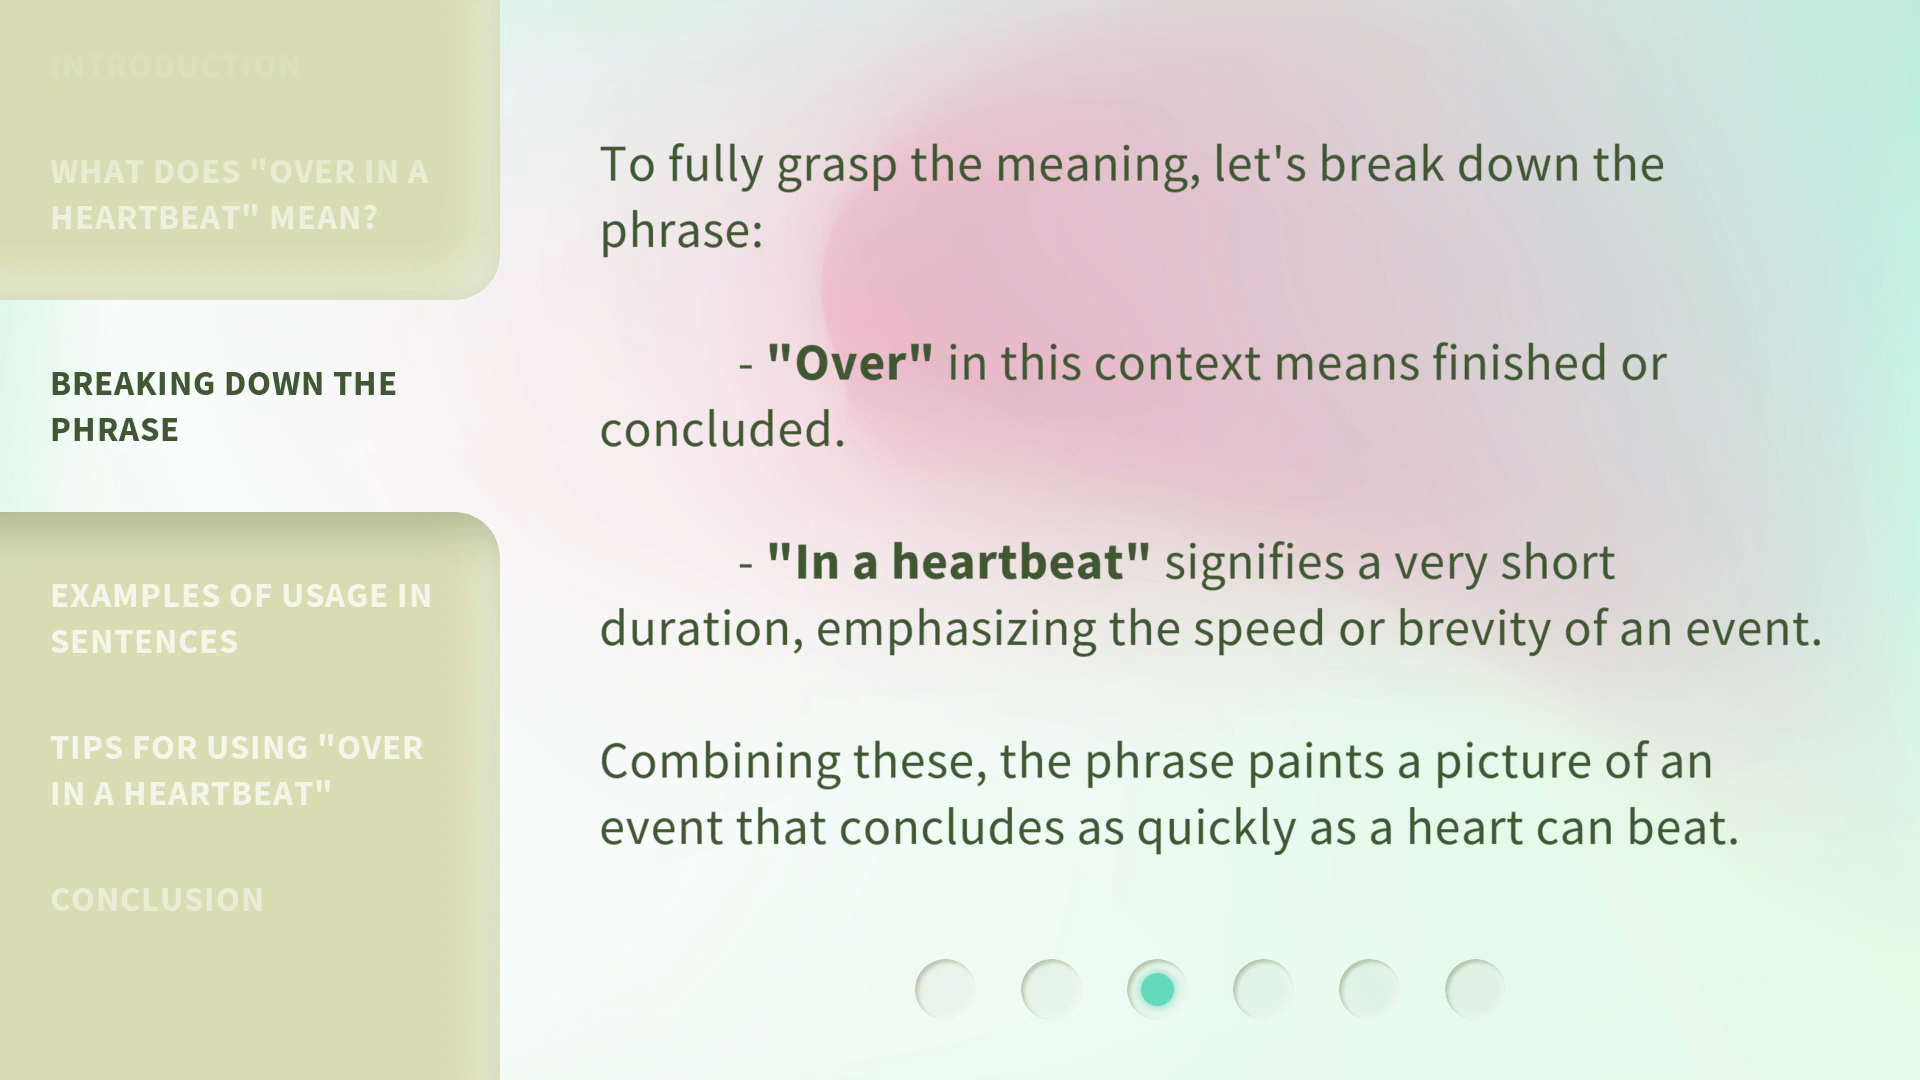 INTRODUCTION
WHAT DOES "OVER IN A
HEARTBEAT" MEAN?
BREAKING DOWN THE
PHRASE
EXAMPLES OF USAGE IN
SENTENCES
TIPS FOR USING "OVER
IN A HEARTBEAT"
CONCLUSION
To fully grasp the meaning, let's break down the
phrase:
- "Over" in this context means finished or
concluded.
- "In a heartbeat" signifies a very short
duration, emphasizing the speed or brevity of an event.
Combining these, the phrase paints a picture of an
event that concludes as quickly as a heart can beat.